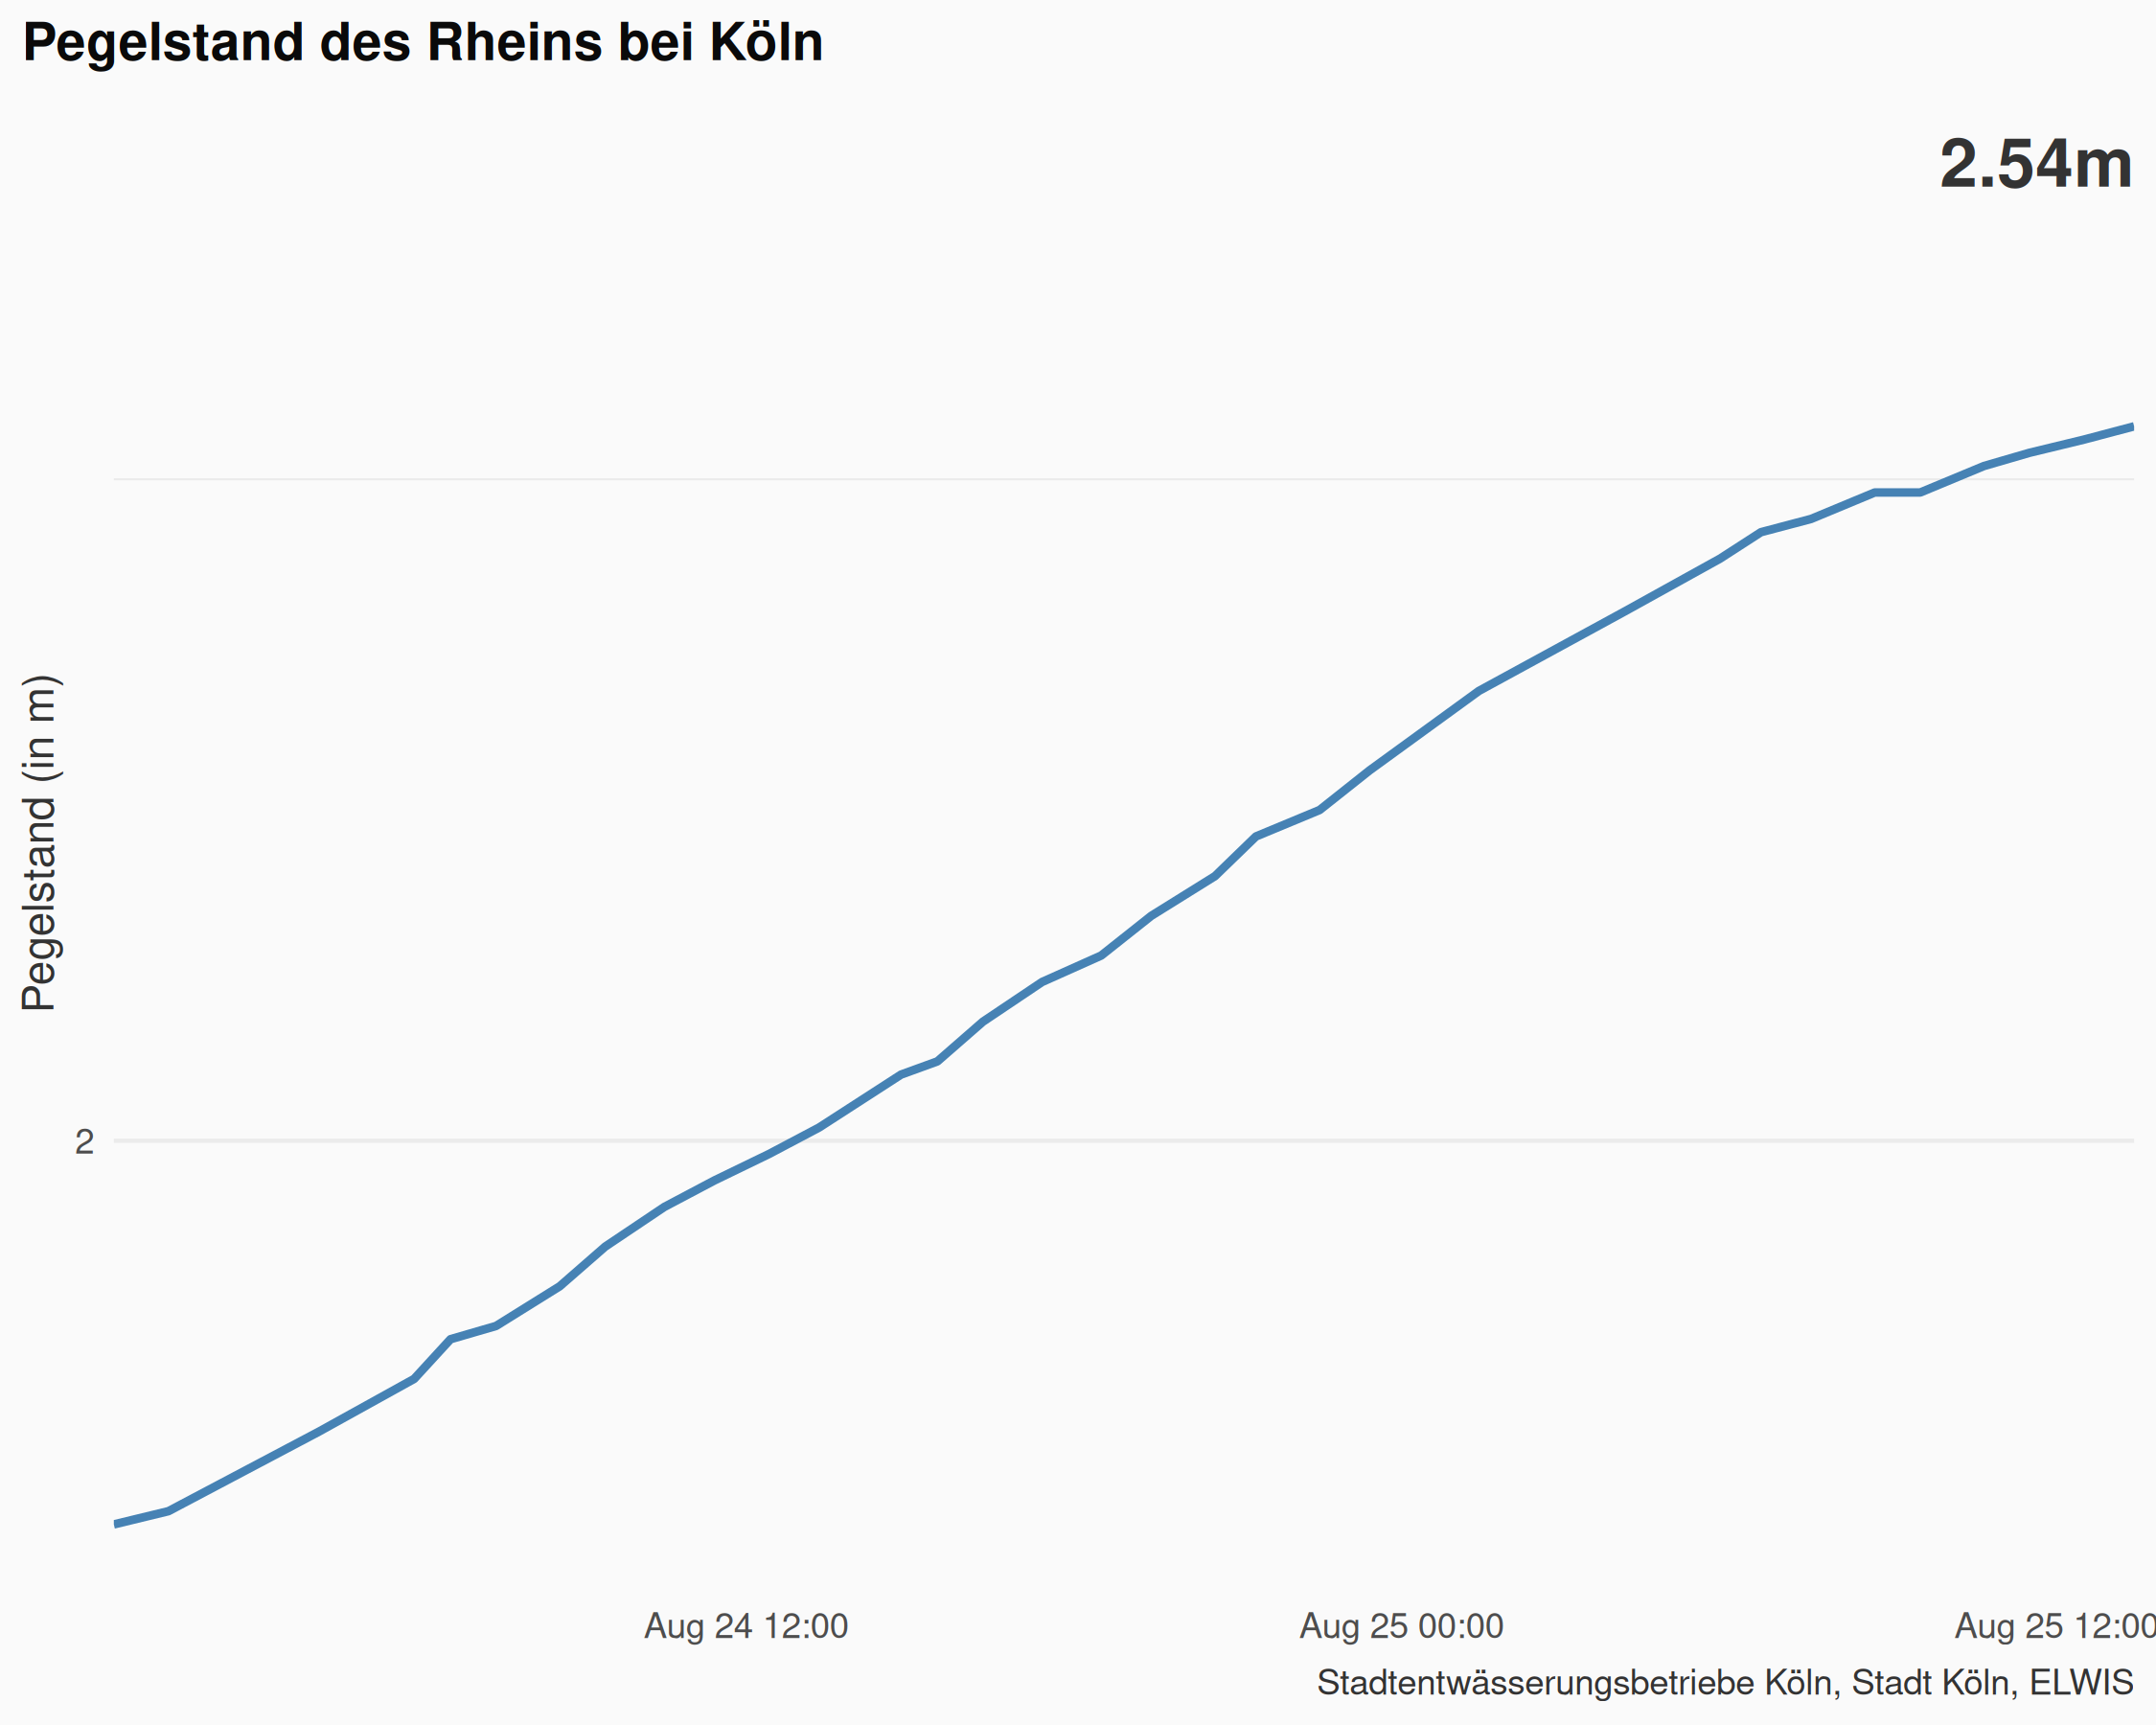 Pegelstand des Rheins bei Köln
2.54m
Pegelstand (in m)
2
Aug 24 12:00
Aug 25 00:00
Aug 25 12:00
Stadtentwässerungsbetriebe Köln, Stadt Köln, ELWIS